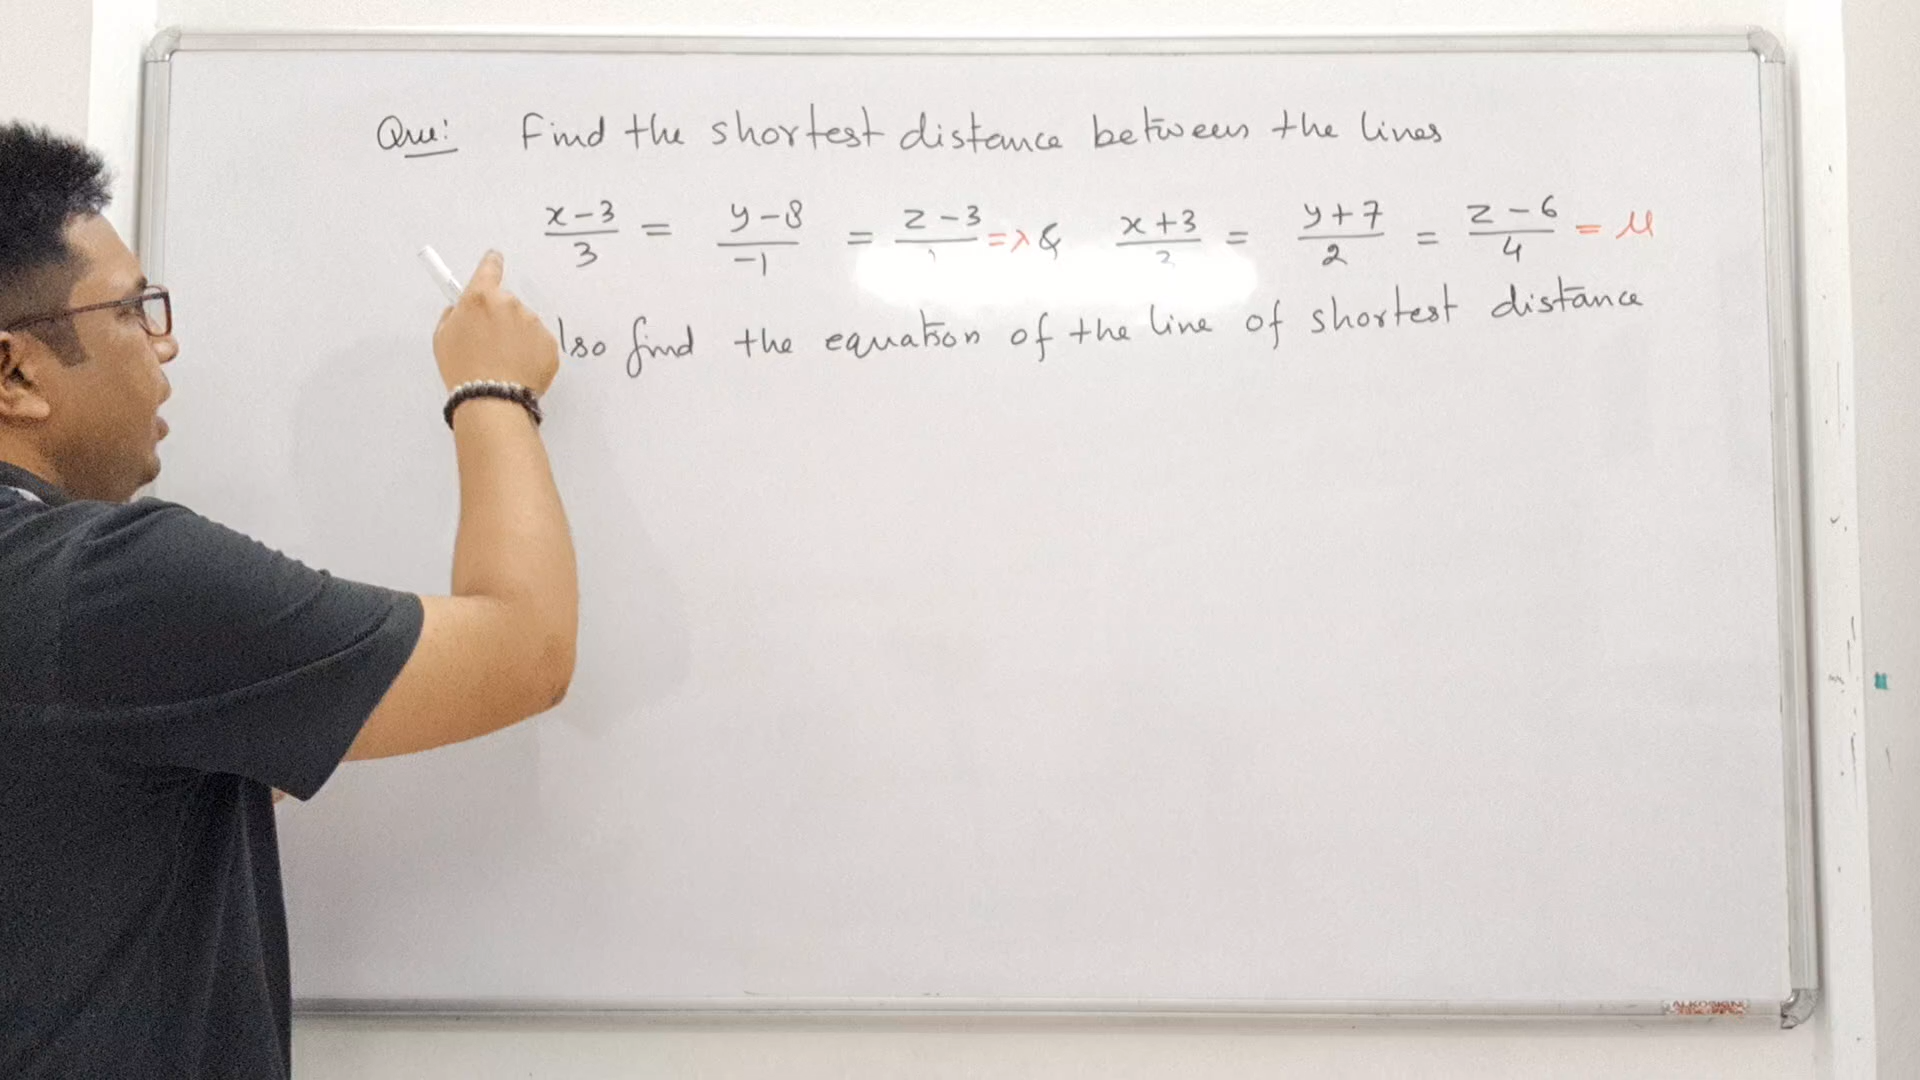 Que: Find the shortest distance between the lines
x-3/3 = y-8/-1 = z-3/1 = λ & x+3/ = y+7/2 = z-6/4 = μ
lso find the equation of the line of shortest distance